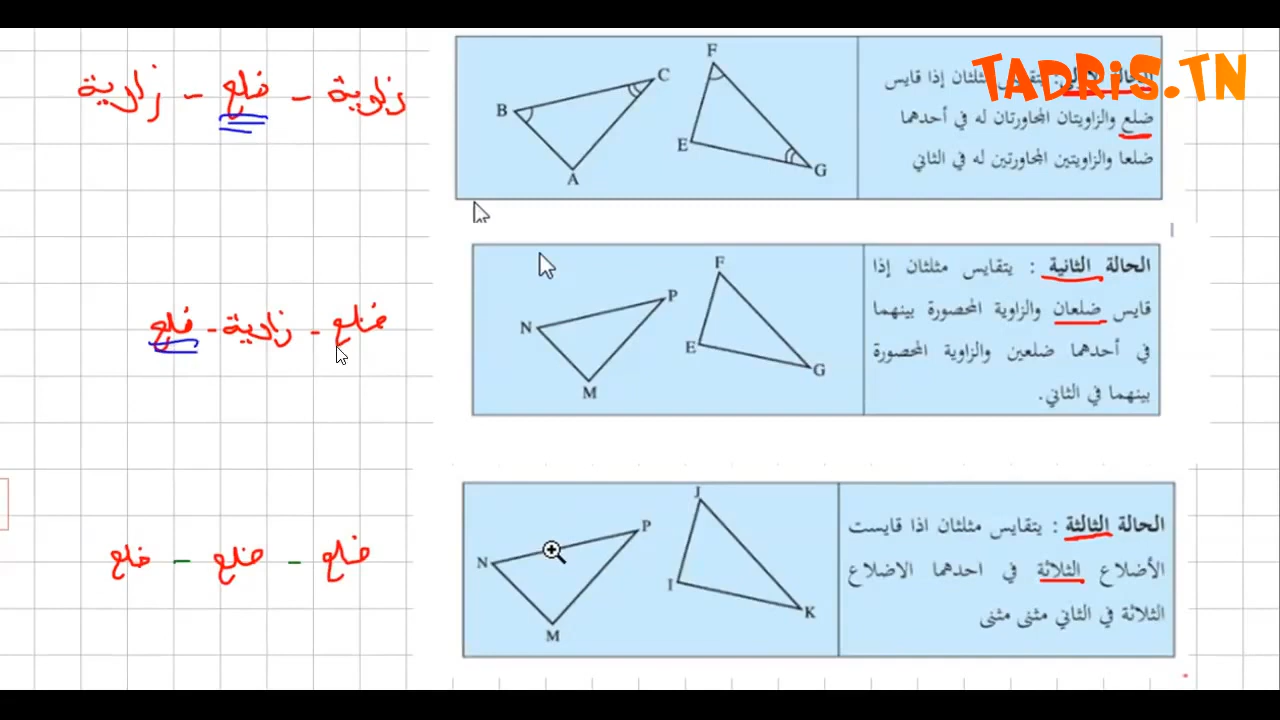 TADRiS.TN
زاوية - ضلع - زاوية
B
C
A
F
E
G
الحالة الأولى : يتقايس مثلثان إذا قايس
ضلع والزاويتان المجاورتان له في أحدهما
ضلعا والزاويتين المجاورتين له في الثاني
ضلع - زاوية - ضلع
N
P
M
F
E
G
الحالة الثانية : يتقايس مثلثان إذا
قايس ضلعان والزاوية المحصورة بينهما
في أحدهما ضلعين والزاوية المحصورة
بينهما في الثاني.
ضلع - ضلع - ضلع
N
P
M
J
I
K
الحالة الثالثة : يتقايس مثلثان اذا قايست
الأضلاع الثلاثة في احدهما الاضلاع
الثلاثة في الثاني مثنى مثنى